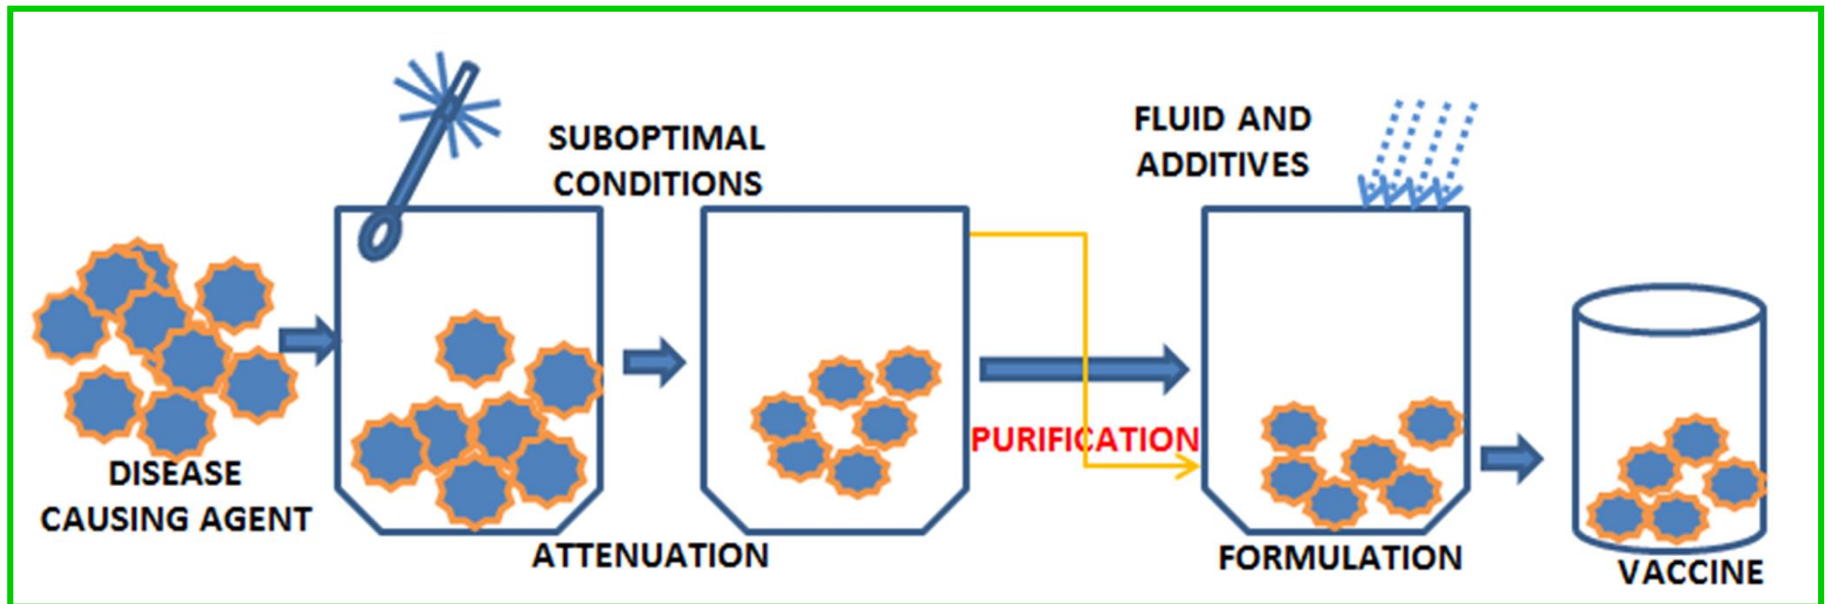 SUBOPTIMAL
CONDITIONS
FLUID AND
ADDITIVES
DISEASE
CAUSING AGENT
ATTENUATION
PURIFICATION
FORMULATION
VACCINE